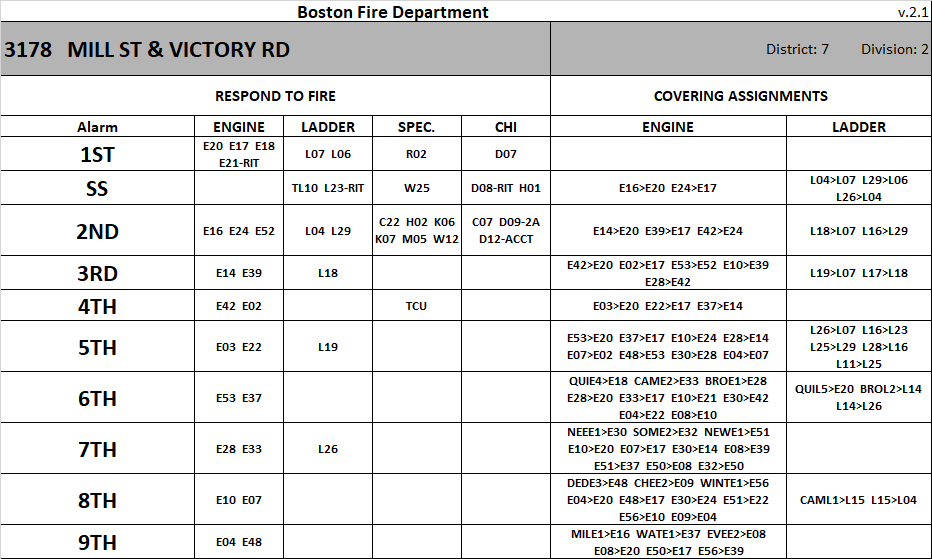 Boston Fire Department
v.2.1
3178 MILL ST & VICTORY RD
District: 7 Division: 2
RESPOND TO FIRE
COVERING ASSIGNMENTS
Alarm ENGINE LADDER SPEC. CHI ENGINE LADDER
1ST
E20 E17 E18
E21-RIT
L07 L06
R02
D07
SS
TL10 L23-RIT
W25
D08-RIT H01
E16>E20 E24>E17
L04>L07 L29>L06
L26>L04
2ND
E16 E24 E52
L04 L29
C22 H02 K06
K07 M05 W12
C07 D09-2A
D12-ACCT
E14>E20 E39>E17 E42>E24
L18>L07 L16>L29
3RD
E14 E39
L18
E42>E20 E02>E17 E53>E52 E10>E39
E28>E42
L19>L07 L17>L18
4TH
E42 E02
TCU
E03>E20 E22>E17 E37>E14
5TH
E03 E22
L19
E53>E20 E37>E17 E10>E24 E28>E14
E07>E02 E48>E53 E30>E28 E04>E07
L26>L07 L16>L23
L25>L29 L28>L16
L11>L25
6TH
E53 E37
QUIE4>E18 CAME2>E33 BROE1>E28
E28>E20 E33>E17 E10>E21 E30>E42
E04>E22 E08>E10
QUIL5>E20 BROL2>L14
L14>L26
7TH
E28 E33
L26
NEEE1>E30 SOME2>E32 NEWE1>E51
E10>E20 E07>E17 E30>E14 E08>E39
E51>E37 E50>E08 E32>E50
8TH
E10 E07
DEDE3>E48 CHEE2>E09 WINTE1>E56
E04>E20 E48>E17 E30>E24 E51>E22
E56>E10 E09>E04
CAML1>L15 L15>L04
9TH
E04 E48
MILE1>E16 WATE1>E37 EVEE2>E08
E08>E20 E50>E17 E56>E39